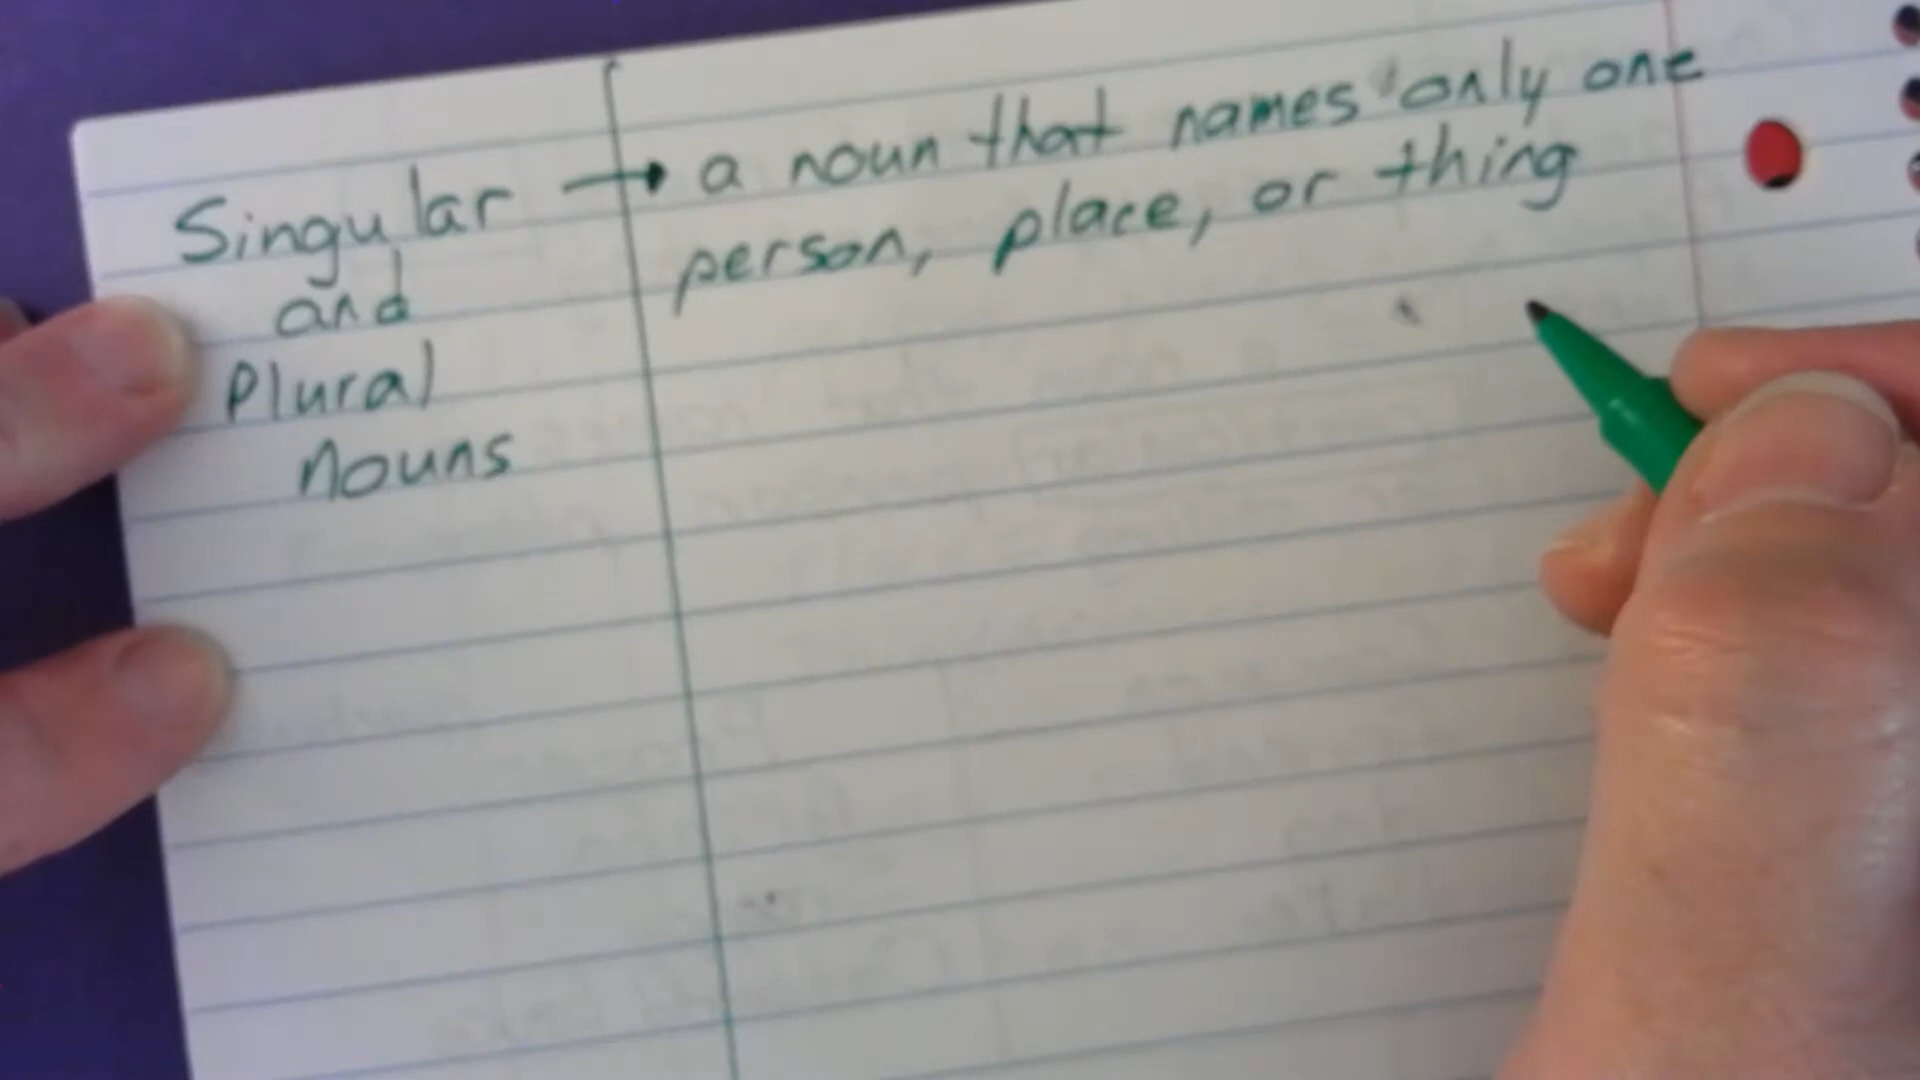 Singular → a noun that names only one
person, place, or thing
and
Plural
nouns